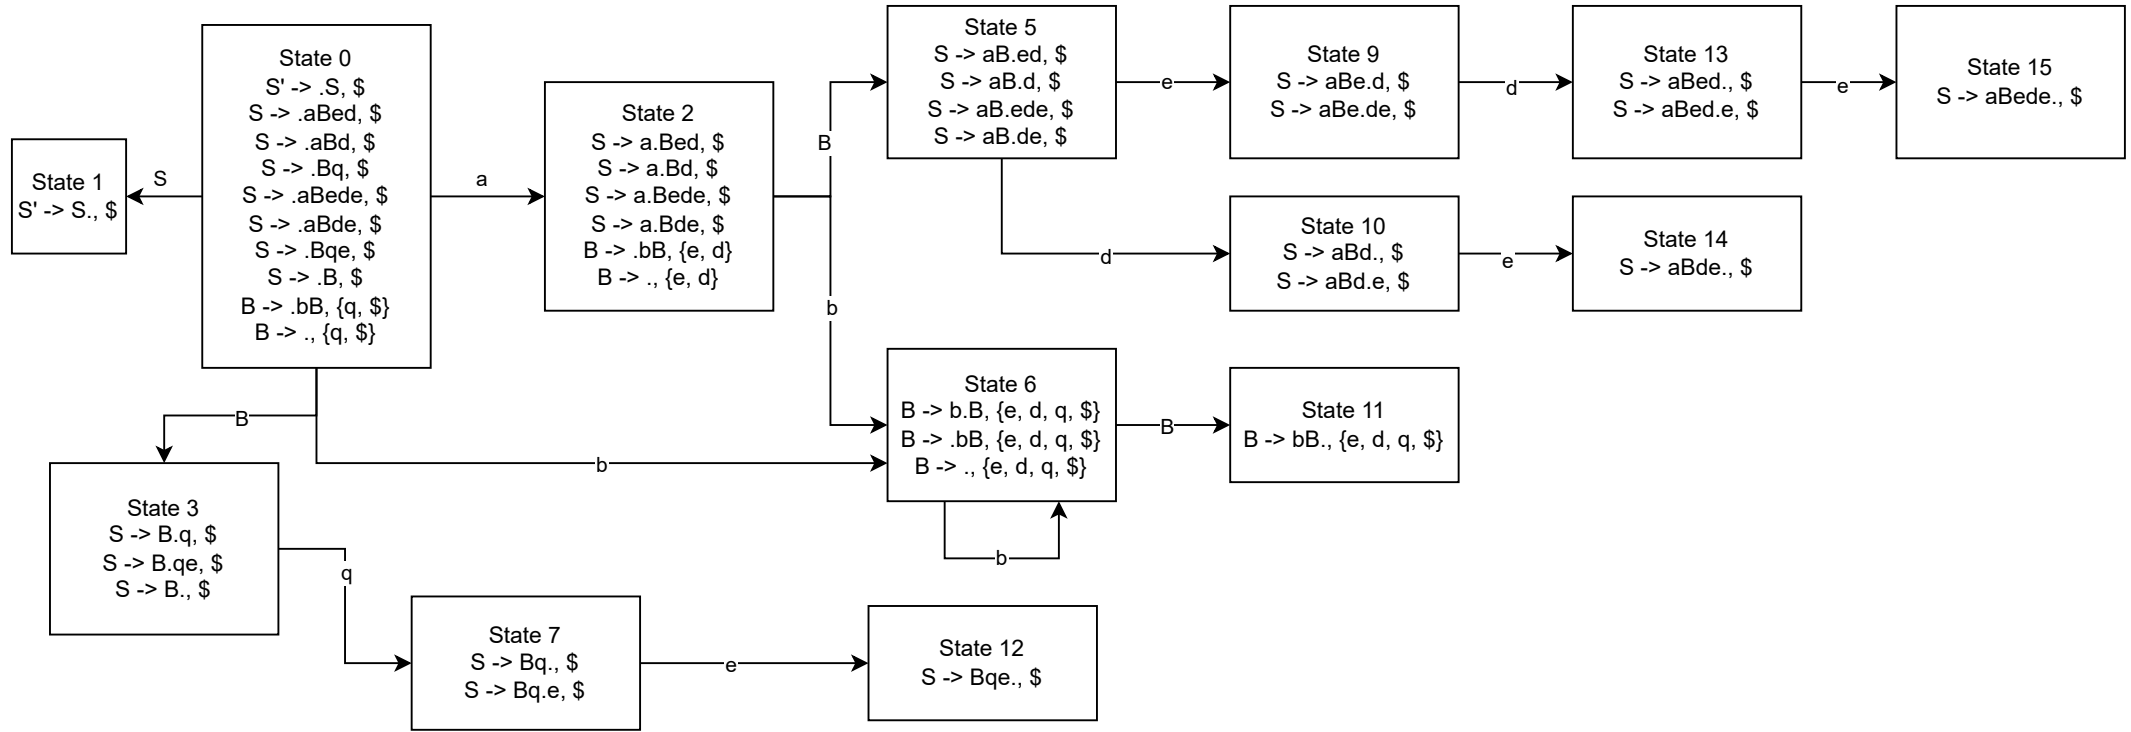 State 0
S' -> .S, $
S -> .aBed, $
S -> .aBd, $
S -> .Bq, $
S -> .aBede, $
S -> .aBde, $
S -> .Bqe, $
S -> .B, $
B -> .bB, {q, $}
B -> ., {q, $}
S
State 1
S' -> S., $
a
State 2
S -> a.Bed, $
S -> a.Bd, $
S -> a.Bede, $
S -> a.Bde, $
B -> .bB, {e, d}
B -> ., {e, d}
B
b
State 5
S -> aB.ed, $
S -> aB.d, $
S -> aB.ede, $
S -> aB.de, $
e
State 9
S -> aBe.d, $
S -> aBe.de, $
d
State 13
S -> aBed., $
S -> aBed.e, $
e
State 15
S -> aBede., $
d
State 10
S -> aBd., $
S -> aBd.e, $
e
State 14
S -> aBde., $
State 6
B -> b.B, {e, d, q, $}
B -> .bB, {e, d, q, $}
B -> ., {e, d, q, $}
B
State 11
B -> bB., {e, d, q, $}
b
B
b
State 3
S -> B.q, $
S -> B.qe, $
S -> B., $
q
State 7
S -> Bq., $
S -> Bq.e, $
e
State 12
S -> Bqe., $